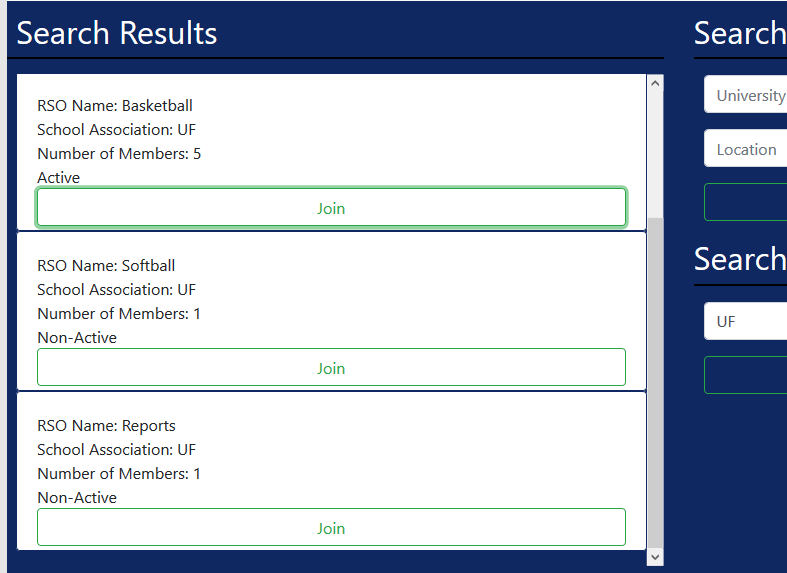 Search Results
RSO Name: Basketball
School Association: UF
Number of Members: 5
Active
Join
RSO Name: Softball
School Association: UF
Number of Members: 1
Non-Active
Join
RSO Name: Reports
School Association: UF
Number of Members: 1
Non-Active
Join
Search
University
Location
Search
UF